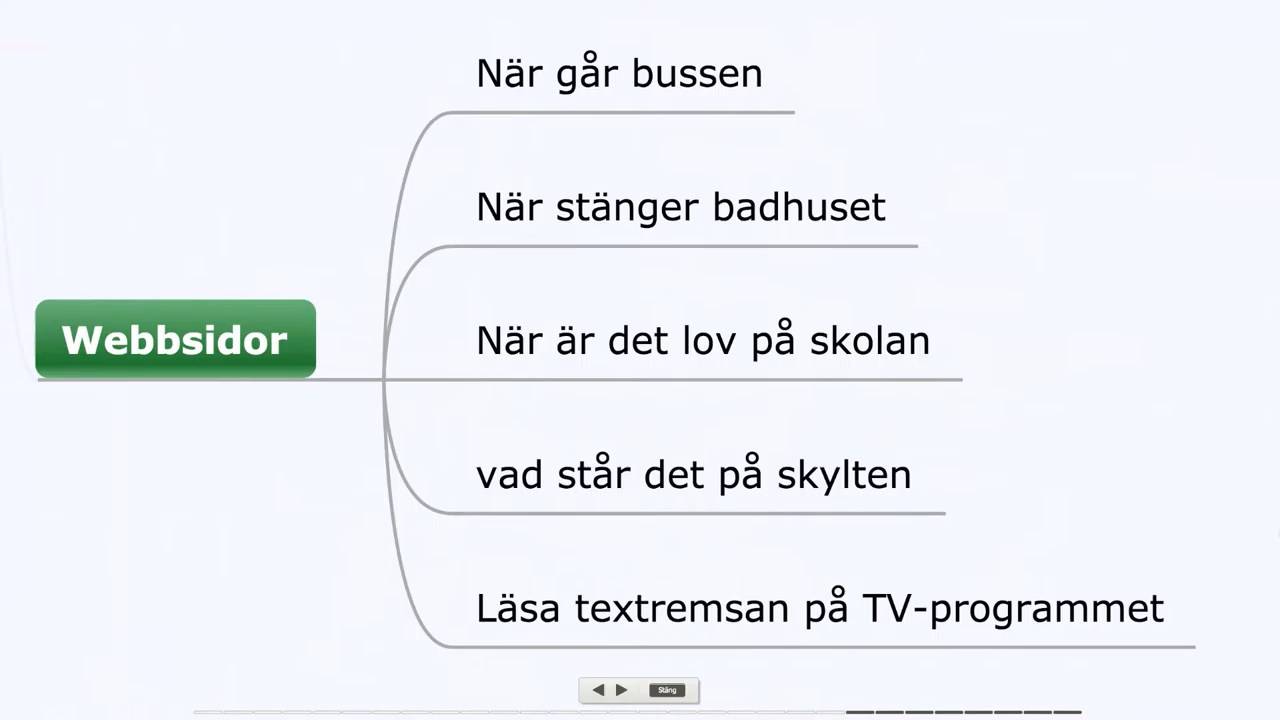 När går bussen
När stänger badhuset
Webbsidor
När är det lov på skolan
vad står det på skylten
Läsa textremsan på TV-programmet
Stäng